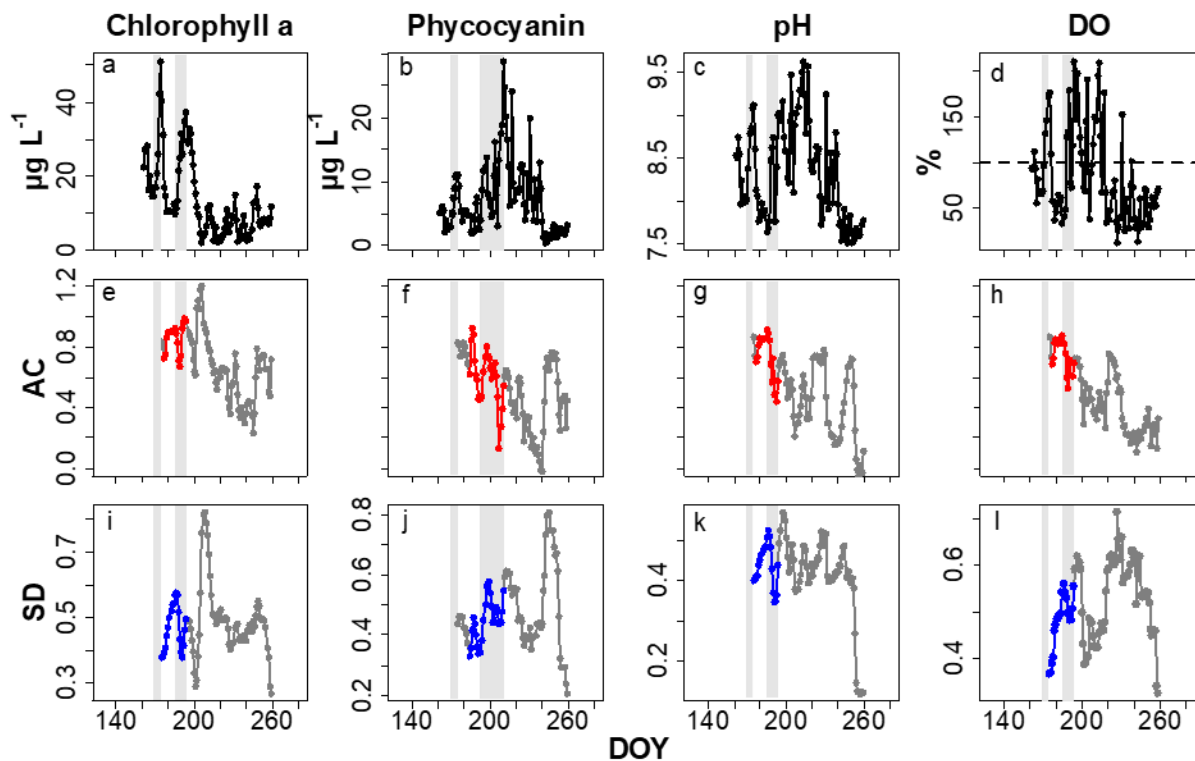 Chlorophyll a Phycocyanin pH DO
a b c d
µg L⁻¹ µg L⁻¹ %
0 20 40
0 10 20
7.5 8.5 9.5
50 150
e f g h
AC
0.0 0.4 0.8 1.2
i j k l
SD
0.3 0.5 0.7
0.2 0.4 0.6 0.8
0.2 0.4
0.4 0.6
140 200 260 140 200 260 140 200 260 140 200 260
DOY